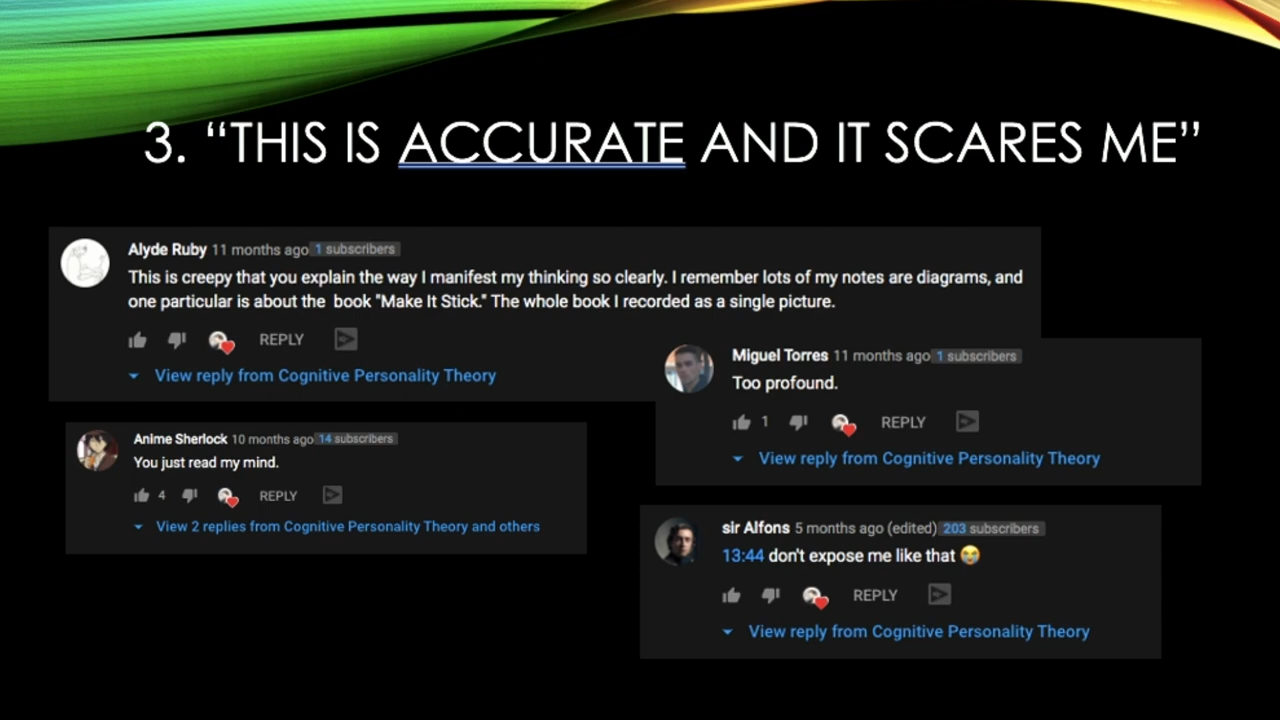 3. “THIS IS ACCURATE AND IT SCARES ME”
Alyde Ruby 11 months ago 1 subscribers
This is creepy that you explain the way I manifest my thinking so clearly. I remember lots of my notes are diagrams, and
one particular is about the book "Make It Stick." The whole book I recorded as a single picture.
REPLY
View reply from Cognitive Personality Theory
Miguel Torres 11 months ago 1 subscribers
Too profound.
1 REPLY
View reply from Cognitive Personality Theory
Anime Sherlock 10 months ago 14 subscribers
You just read my mind.
4 REPLY
View 2 replies from Cognitive Personality Theory and others
sir Alfons 5 months ago (edited) 203 subscribers
13:44 don't expose me like that 😭
REPLY
View reply from Cognitive Personality Theory